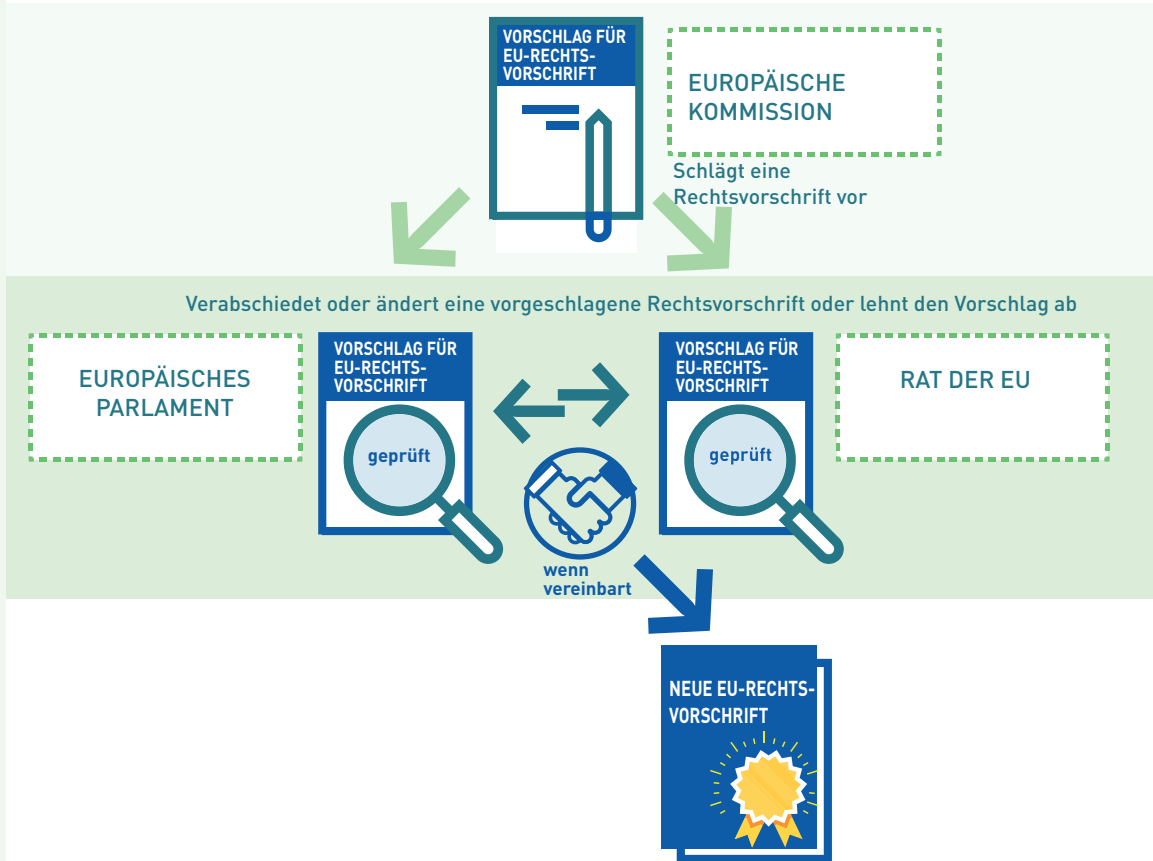 VORSCHLAG FÜR
EU-RECHTS-
VORSCHRIFT
EUROPÄISCHE
KOMMISSION
Schlägt eine
Rechtsvorschrift vor
Verabschiedet oder ändert eine vorgeschlagene Rechtsvorschrift oder lehnt den Vorschlag ab
EUROPÄISCHES
PARLAMENT
VORSCHLAG FÜR
EU-RECHTS-
VORSCHRIFT
geprüft
VORSCHLAG FÜR
EU-RECHTS-
VORSCHRIFT
geprüft
RAT DER EU
wenn
vereinbart
NEUE EU-RECHTS-
VORSCHRIFT